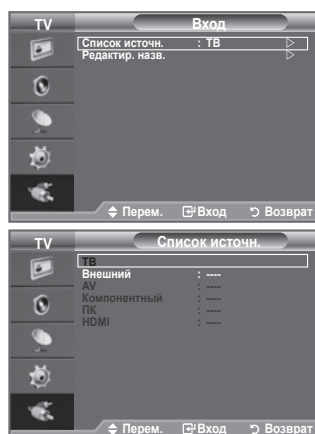 TV Вход
Список источн. : ТВ
Редактир. назв.
Перем. Вход Возврат
TV Список источн.
ТВ
Внешний : ----
AV : ----
Компонентный : ----
ПК : ----
HDMI : ----
Перем. Вход Возврат